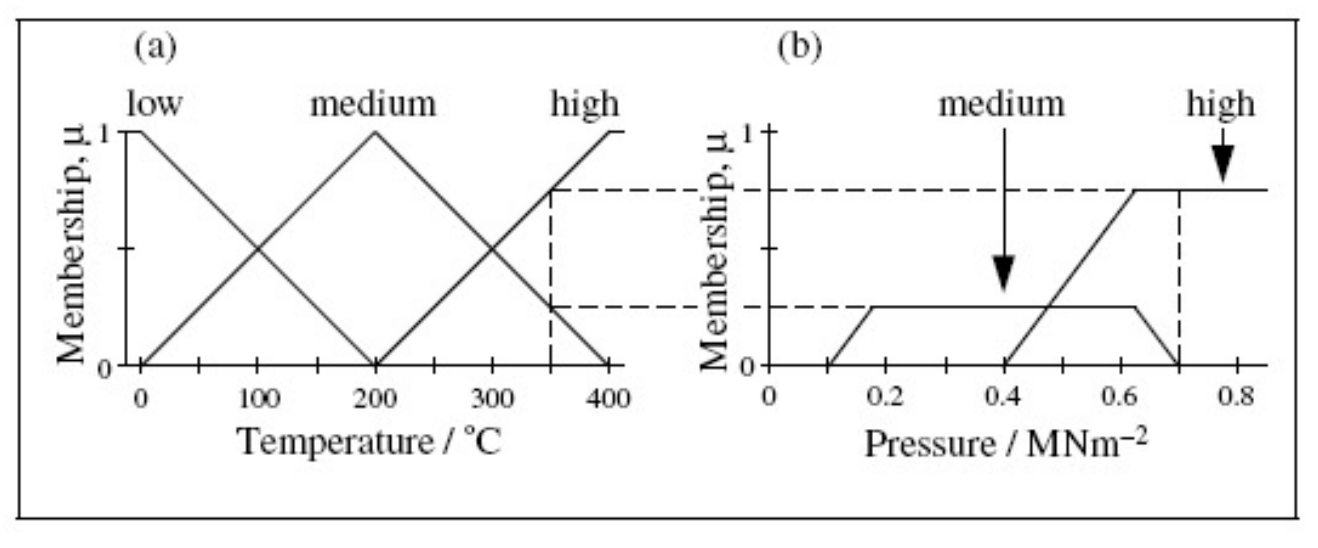 (a)
low medium high
Membership, μ
1
0
0 100 200 300 400
Temperature / °C
(b)
medium high
Membership, μ
1
0
0 0.2 0.4 0.6 0.8
Pressure / MNm⁻²